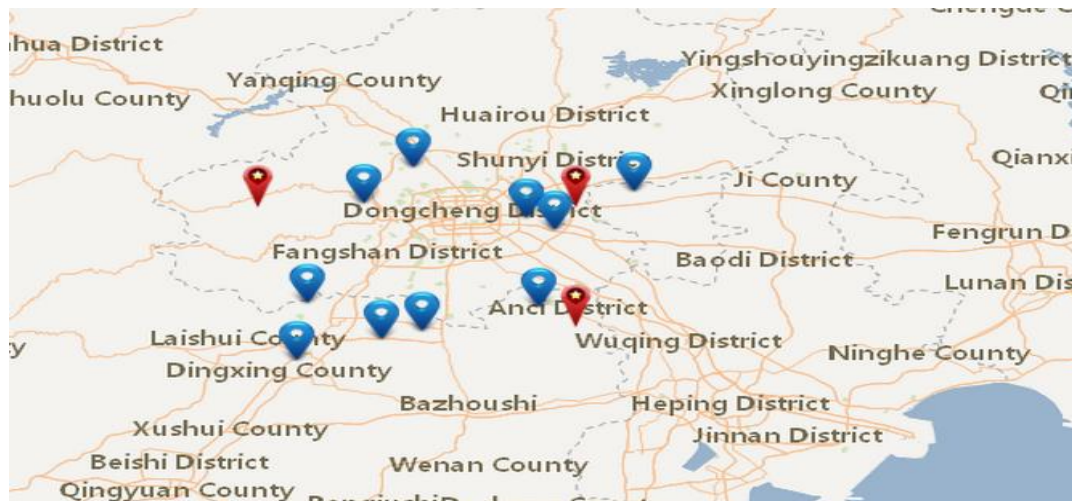 hua District
Yingshouyingzikuang District
Yanqing County
huolu County
Xinglong County
Huairou District
Shunyi Distric
Qianxi
Ji County
Dongcheng District
Fengrun D
Fangshan District
Baodi District
Lunan Dis
Anci District
Laishui County
Wuqing District
Ninghe County
Dingxing County
Bazhoushi
Heping District
Xushui County
Jinnan District
Beishi District
Wenan County
Qingyuan County